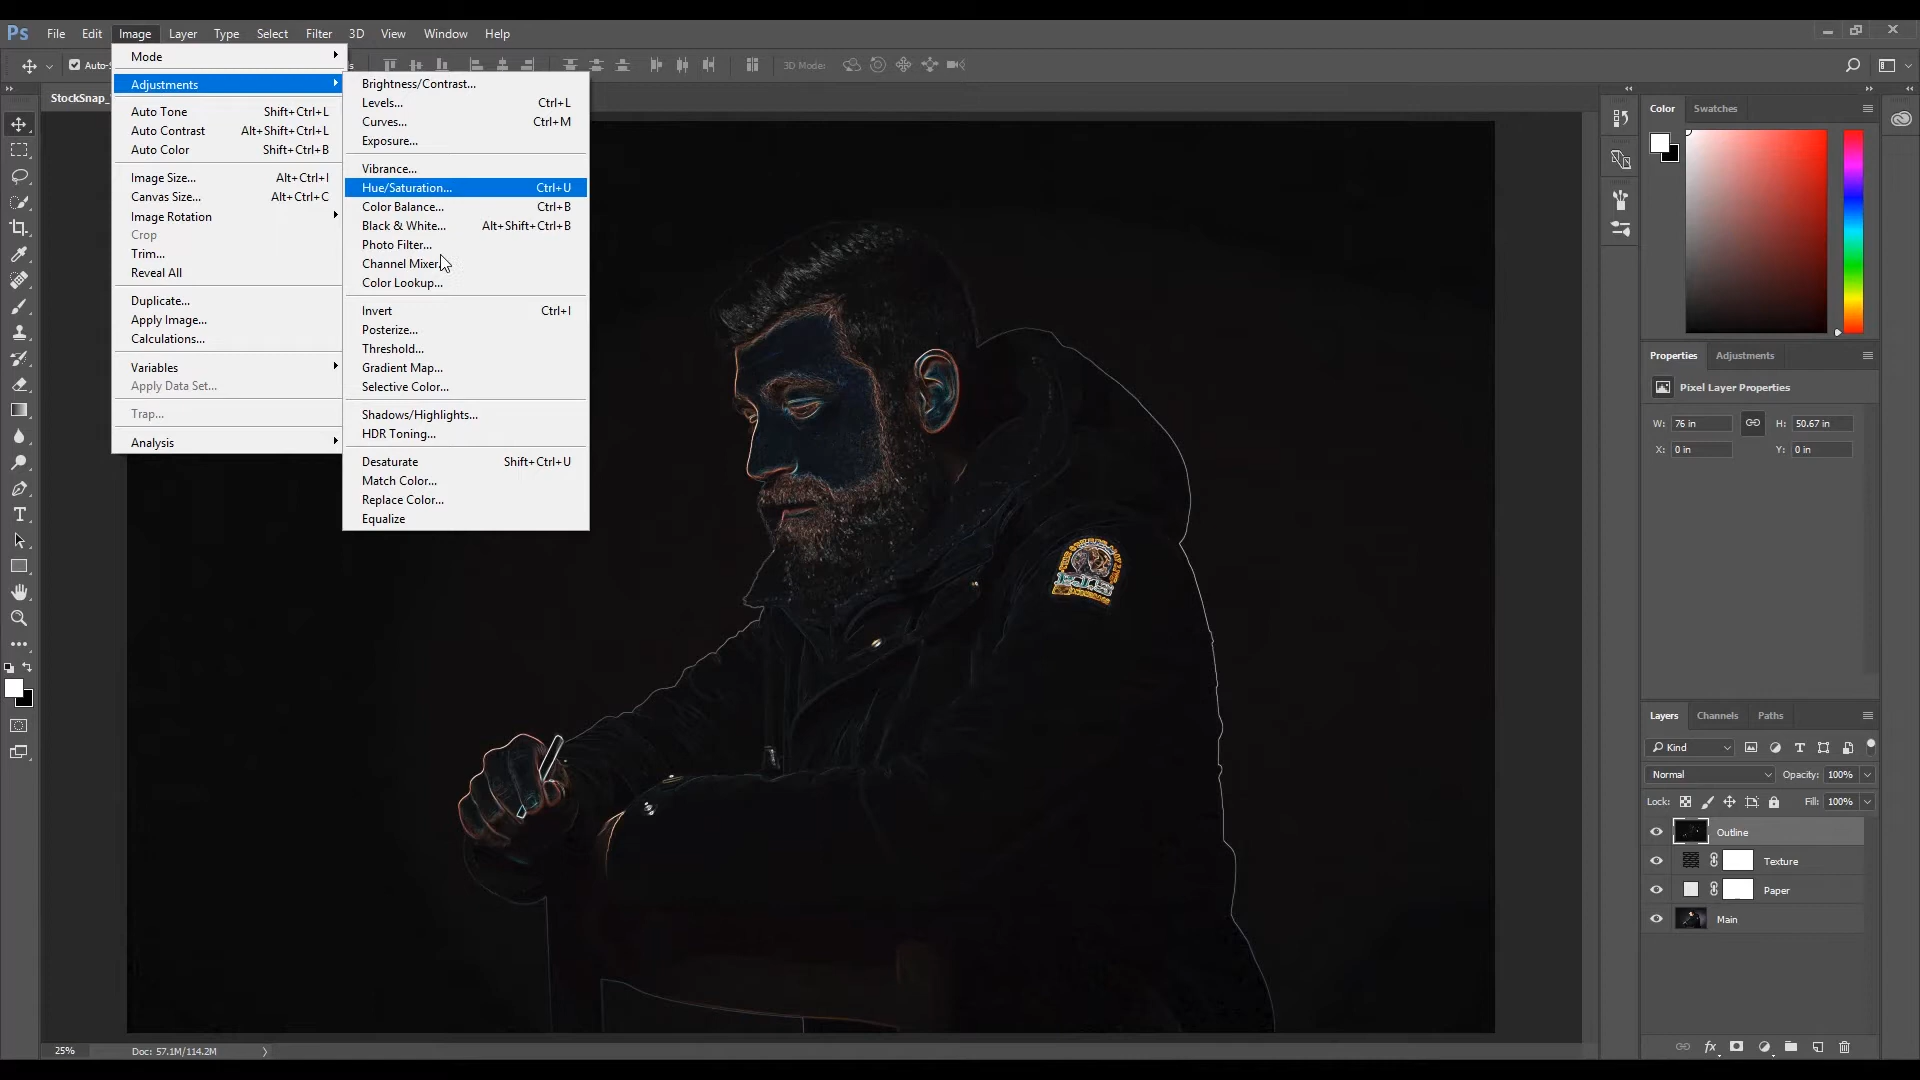 Ps File Edit Image Layer Type Select Filter 3D View Window Help
Auto-S
3D Mode:
StockSnap_
Mode
Adjustments
Auto Tone Shift+Ctrl+L
Auto Contrast Alt+Shift+Ctrl+L
Auto Color Shift+Ctrl+B
Image Size... Alt+Ctrl+I
Canvas Size... Alt+Ctrl+C
Image Rotation
Crop
Trim...
Reveal All
Duplicate...
Apply Image...
Calculations...
Variables
Apply Data Set...
Trap...
Analysis
Brightness/Contrast...
Levels... Ctrl+L
Curves... Ctrl+M
Exposure...
Vibrance...
Hue/Saturation... Ctrl+U
Color Balance... Ctrl+B
Black & White... Alt+Shift+Ctrl+B
Photo Filter...
Channel Mixer
Color Lookup...
Invert Ctrl+I
Posterize...
Threshold...
Gradient Map...
Selective Color...
Shadows/Highlights...
HDR Toning...
Desaturate Shift+Ctrl+U
Match Color...
Replace Color...
Equalize
Color Swatches
Properties Adjustments
Pixel Layer Properties
W: 76 in H: 50.67 in
X: 0 in Y: 0 in
Layers Channels Paths
Kind
Normal Opacity: 100%
Lock: Fill: 100%
Outline
Texture
Paper
Main
25% Doc: 57.1M/114.2M